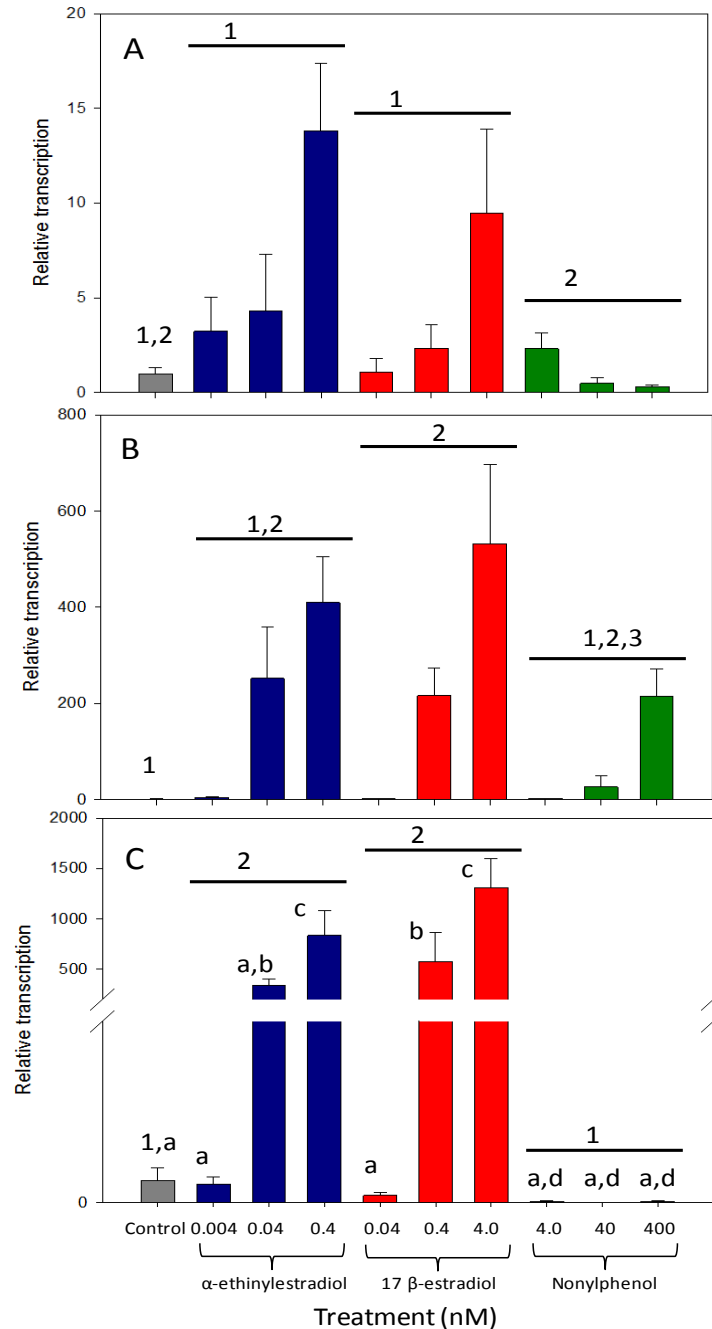 20
A
1
15
1
Relative transcription
10
2
5
1,2
0
800
B
2
600
1,2
Relative transcription
400
1,2,3
200
1
0
2000
C
2
2
c
1500
c
1000
b
a,b
500
Relative transcription
1,a
a
a
1
a,d a,d a,d
0
Control 0.004 0.04 0.4 0.04 0.4 4.0 4.0 40 400
α-ethinylestradiol 17 β-estradiol Nonylphenol
Treatment (nM)